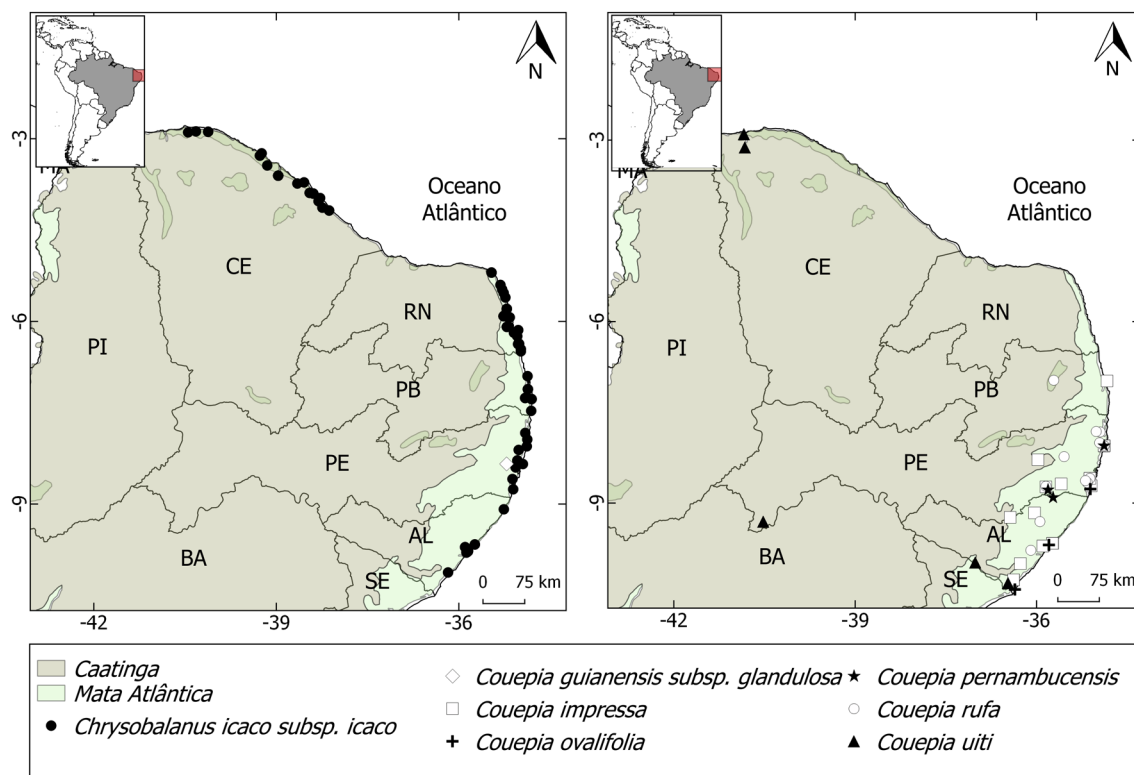 N
-3
MA
Oceano
Atlântico
CE
RN
-6
PI
PB
PE
-9
AL
BA
SE
0 75 km
-42 -39 -36
N
-3
MA
Oceano
Atlântico
CE
RN
-6
PI
PB
PE
-9
AL
BA
SE
0 75 km
-42 -39 -36
Caatinga
Mata Atlântica
Chrysobalanus icaco subsp. icaco
Couepia guianensis subsp. glandulosa
Couepia impressa
Couepia ovalifolia
Couepia pernambucensis
Couepia rufa
Couepia uiti